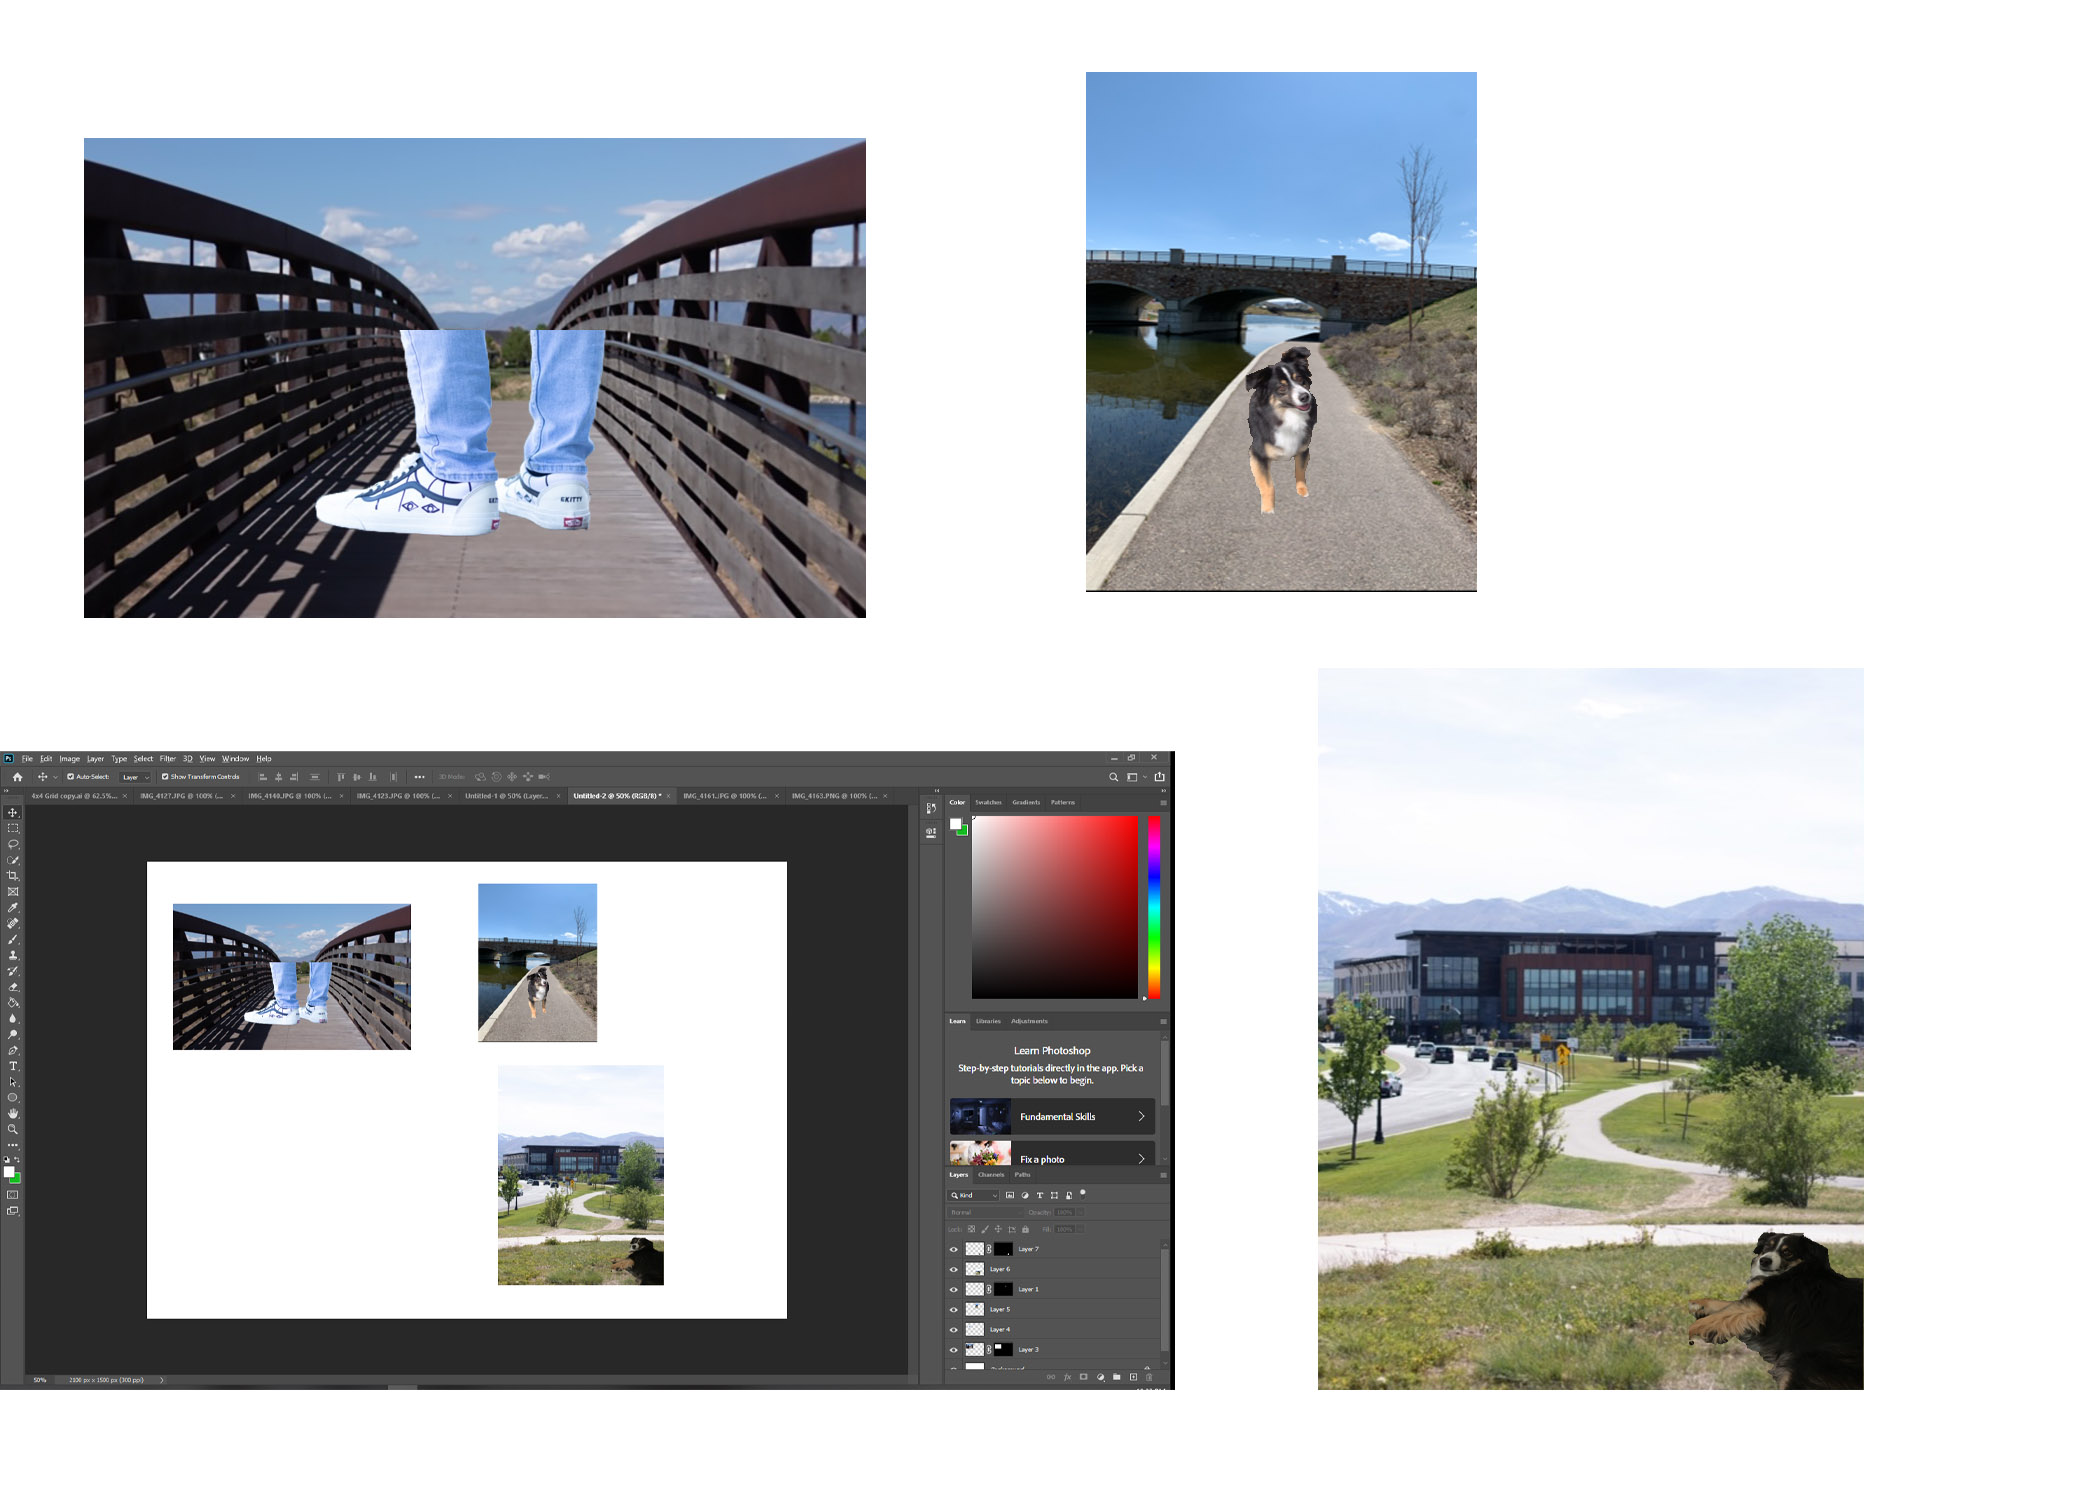 EKITTY
Ps File Edit Image Layer Type Select Filter 3D View Window Help
Auto-Select: Layer Show Transform Controls ••• 3D Mode:
4x4 Grid copy.ai @ 62.5%... × IMG_4127.JPG @ 100% (... × IMG_4140.JPG @ 100% (... × IMG_4123.JPG @ 100% (... × Untitled-1 @ 50% (Layer... × Untitled-2 @ 50% (RGB/8) * × IMG_4161.JPG @ 100% (... × IMG_4163.PNG @ 100% (... ×
Color Swatches Gradients Patterns
Learn Libraries Adjustments
Learn Photoshop
Step-by-step tutorials directly in the app. Pick a
topic below to begin.
Fundamental Skills
Fix a photo
Layers Channels Paths
Kind
Normal Opacity: 100%
Lock: Fill: 100%
Layer 7
Layer 6
Layer 1
Layer 5
Layer 4
Layer 3
50% 2100 px x 1500 px (300 ppi)